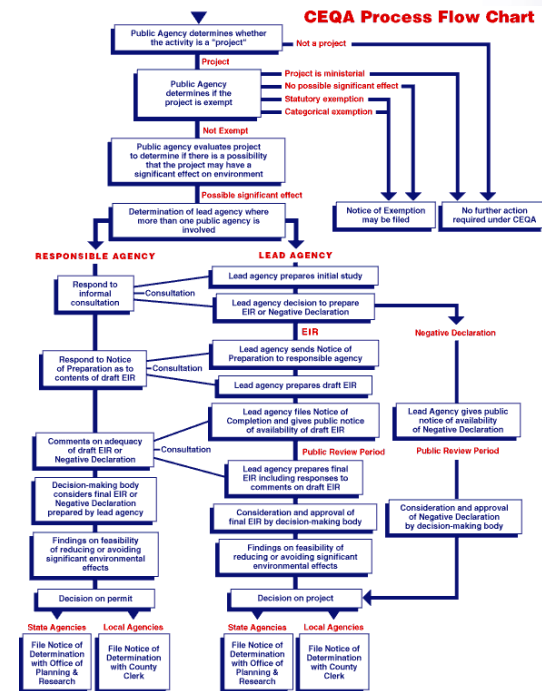 CEQA Process Flow Chart
Public Agency determines whether
the activity is a "project"
Not a project
Project
Public Agency
determines if the
project is exempt
Project is ministerial
No possible significant effect
Statutory exemption
Categorical exemption
Not Exempt
Public agency evaluates project
to determine if there is a possibility
that the project may have a
significant effect on environment
Possible significant effect
Notice of Exemption
may be filed
No further action
required under CEQA
Determination of lead agency where
more than one public agency is
involved
RESPONSIBLE AGENCY
LEAD AGENCY
Respond to
informal
consultation
Consultation
Lead agency prepares initial study
Lead agency decision to prepare
EIR or Negative Declaration
EIR
Negative Declaration
Respond to Notice
of Preparation as to
contents of draft EIR
Consultation
Lead agency sends Notice of
Preparation to responsible agency
Lead agency prepares draft EIR
Lead agency files Notice of
Completion and gives public notice
of availability of draft EIR
Lead Agency gives public
notice of availability
of Negative Declaration
Public Review Period
Public Review Period
Comments on adequacy
of draft EIR or
Negative Declaration
Consultation
Lead agency prepares final
EIR including responses to
comments on draft EIR
Decision-making body
considers final EIR or
Negative Declaration
prepared by lead agency
Consideration and approval of
final EIR by decision-making body
Consideration and approval
of Negative Declaration
by decision-making body
Findings on feasibility
of reducing or avoiding
significant environmental
effects
Findings on feasibility of
reducing or avoiding significant
environmental effects
Decision on permit
Decision on project
State Agencies
Local Agencies
State Agencies
Local Agencies
File Notice of
Determination
with Office of
Planning &
Research
File Notice of
Determination
with County
Clerk
File Notice of
Determination
with Office of
Planning &
Research
File Notice of
Determination
with County
Clerk